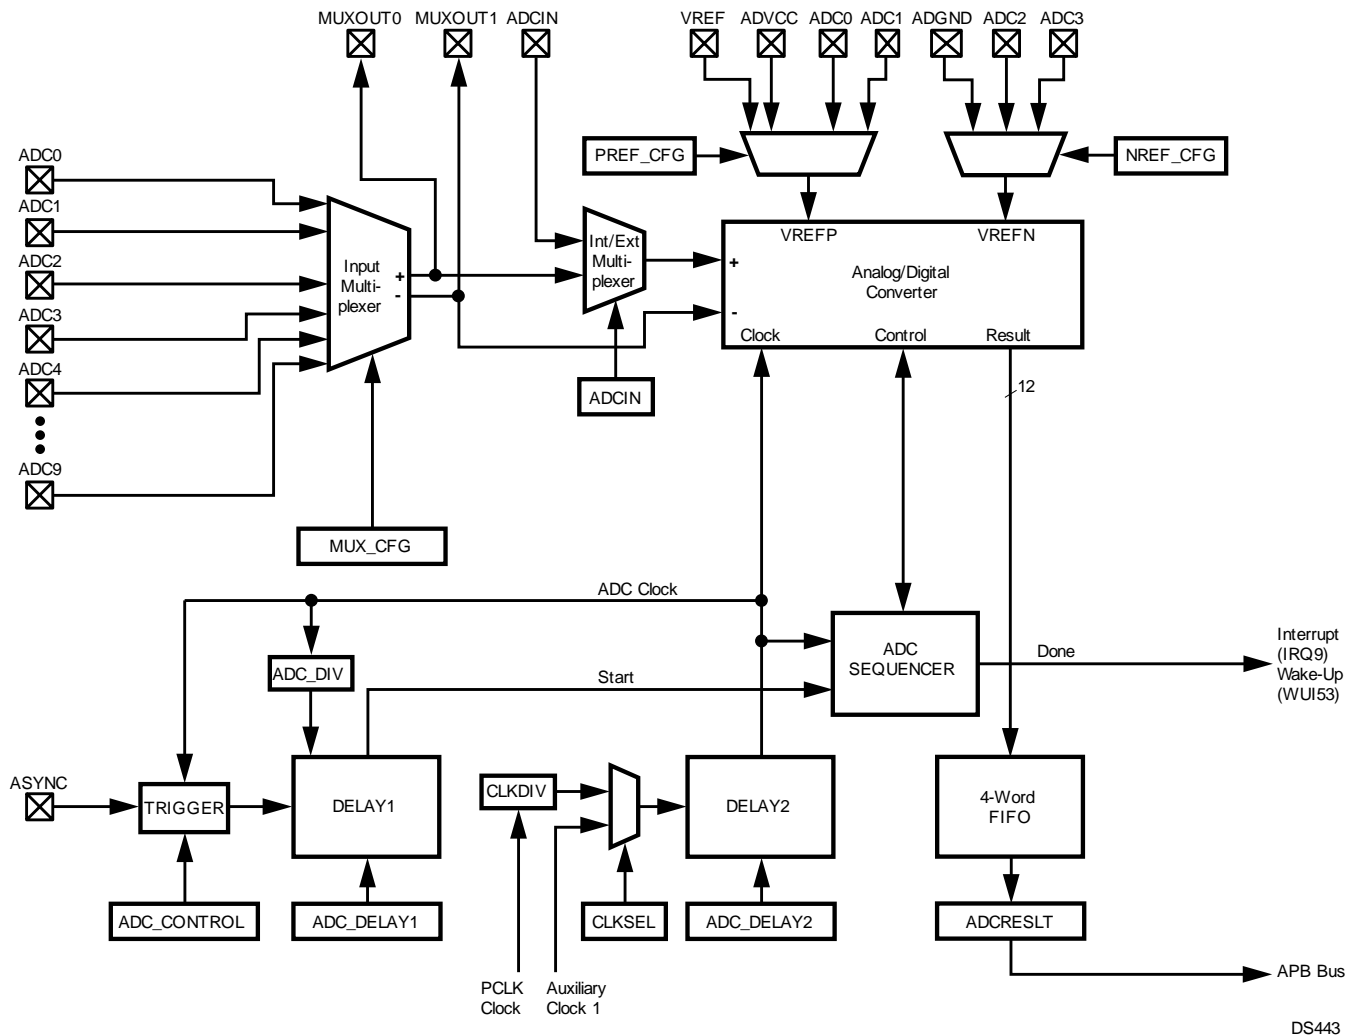 MUXOUT0 MUXOUT1 ADCIN VREF ADVCC ADC0 ADC1 ADGND ADC2 ADC3
PREF_CFG
NREF_CFG
ADC0
ADC1
ADC2
ADC3
ADC4
ADC9
Input
Multi-
plexer
+
-
Int/Ext
Multi-
plexer
VREFP VREFN
+
-
Analog/Digital
Converter
Clock Control Result
12
ADCIN
MUX_CFG
ADC Clock
ADC_DIV
Start
ADC
SEQUENCER
Done
Interrupt
(IRQ9)
Wake-Up
(WUI53)
ASYNC
TRIGGER
DELAY1
CLKDIV
DELAY2
4-Word
FIFO
ADC_CONTROL
ADC_DELAY1
CLKSEL
ADC_DELAY2
ADCRESLT
PCLK
Clock
Auxiliary
Clock 1
APB Bus
DS443